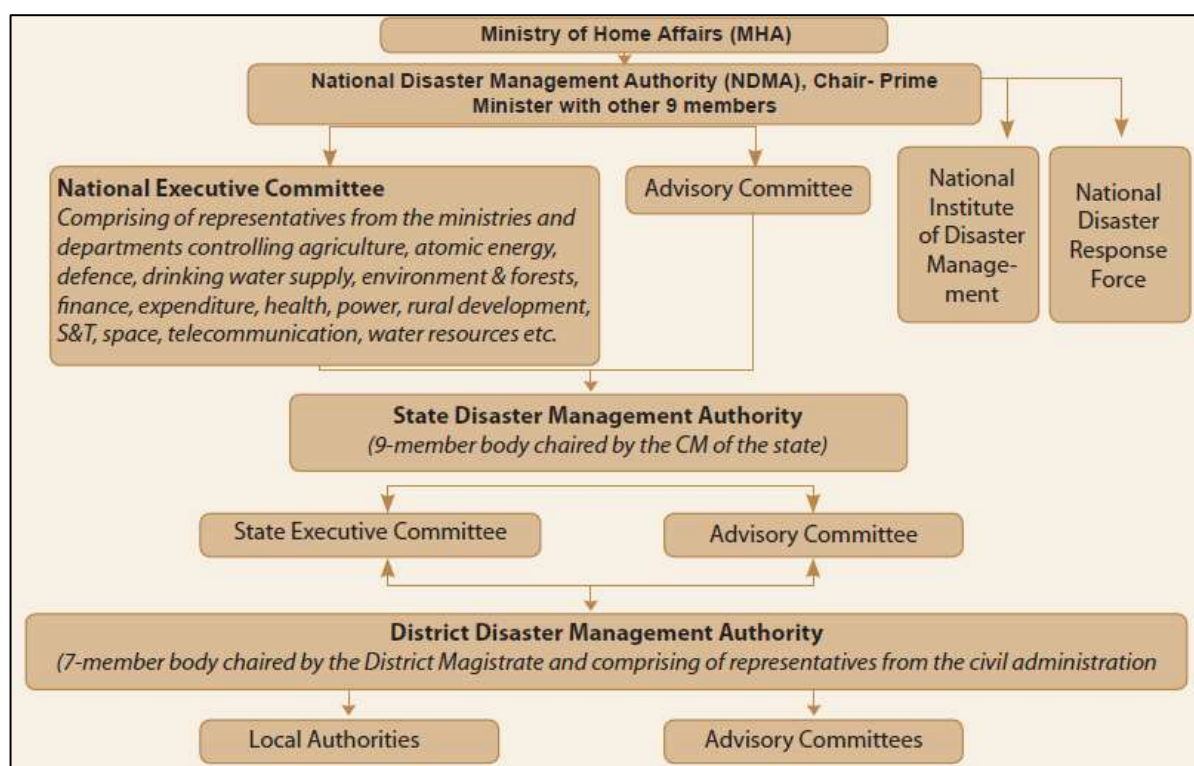 Ministry of Home Affairs (MHA)
National Disaster Management Authority (NDMA), Chair- Prime
Minister with other 9 members
National Executive Committee
Comprising of representatives from the ministries and
departments controlling agriculture, atomic energy,
defence, drinking water supply, environment & forests,
finance, expenditure, health, power, rural development,
S&T, space, telecommunication, water resources etc.
Advisory Committee
National
Institute
of Disaster
Manage-
ment
National
Disaster
Response
Force
State Disaster Management Authority
(9-member body chaired by the CM of the state)
State Executive Committee
Advisory Committee
District Disaster Management Authority
(7-member body chaired by the District Magistrate and comprising of representatives from the civil administration
Local Authorities
Advisory Committees